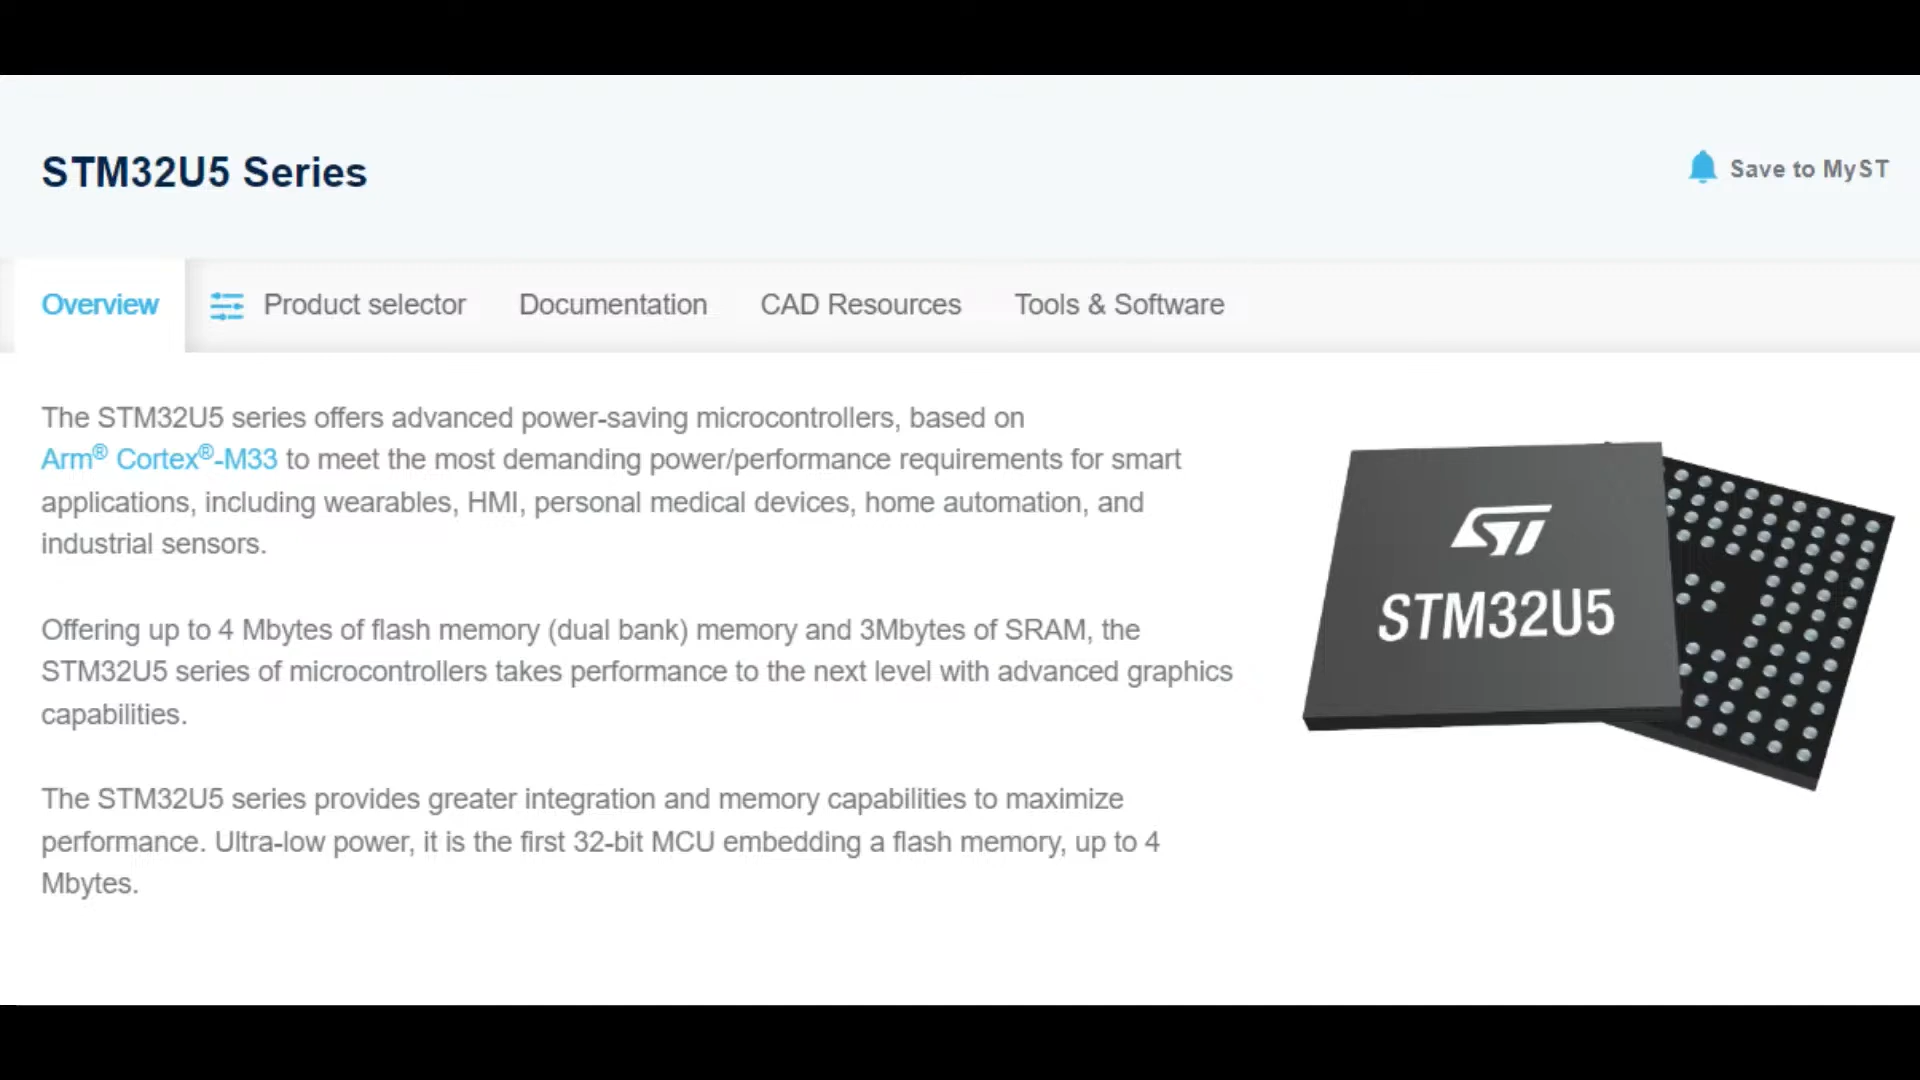 STM32U5 Series
Save to MyST
Overview
Product selector
Documentation
CAD Resources
Tools & Software
The STM32U5 series offers advanced power-saving microcontrollers, based on
Arm® Cortex®-M33 to meet the most demanding power/performance requirements for smart
applications, including wearables, HMI, personal medical devices, home automation, and
industrial sensors.
Offering up to 4 Mbytes of flash memory (dual bank) memory and 3Mbytes of SRAM, the
STM32U5 series of microcontrollers takes performance to the next level with advanced graphics
capabilities.
The STM32U5 series provides greater integration and memory capabilities to maximize
performance. Ultra-low power, it is the first 32-bit MCU embedding a flash memory, up to 4
Mbytes.
ST
STM32U5